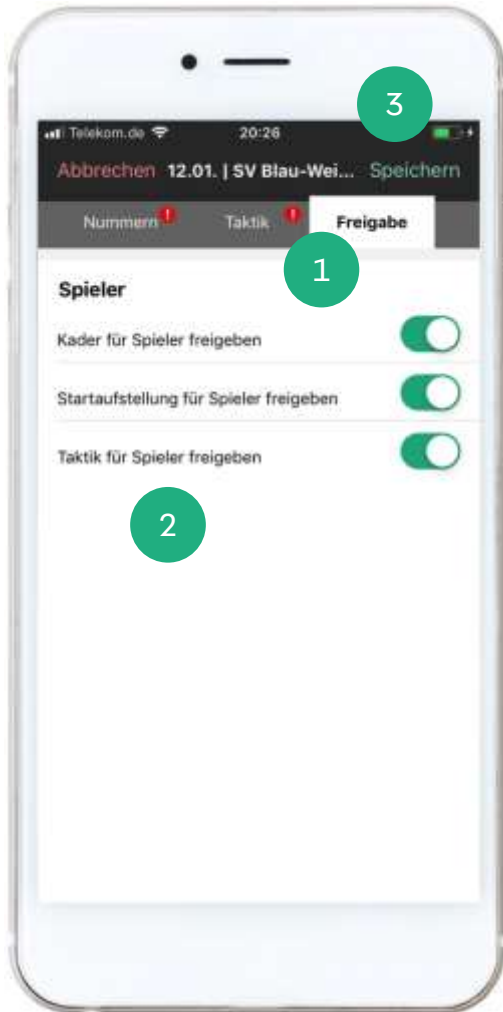 3
Telekom.de 20:26
Abbrechen 12.01. | SV Blau-Wei... Speichern
Nummern ! Taktik ! Freigabe
1
Spieler
Kader für Spieler freigeben
Startaufstellung für Spieler freigeben
Taktik für Spieler freigeben
2